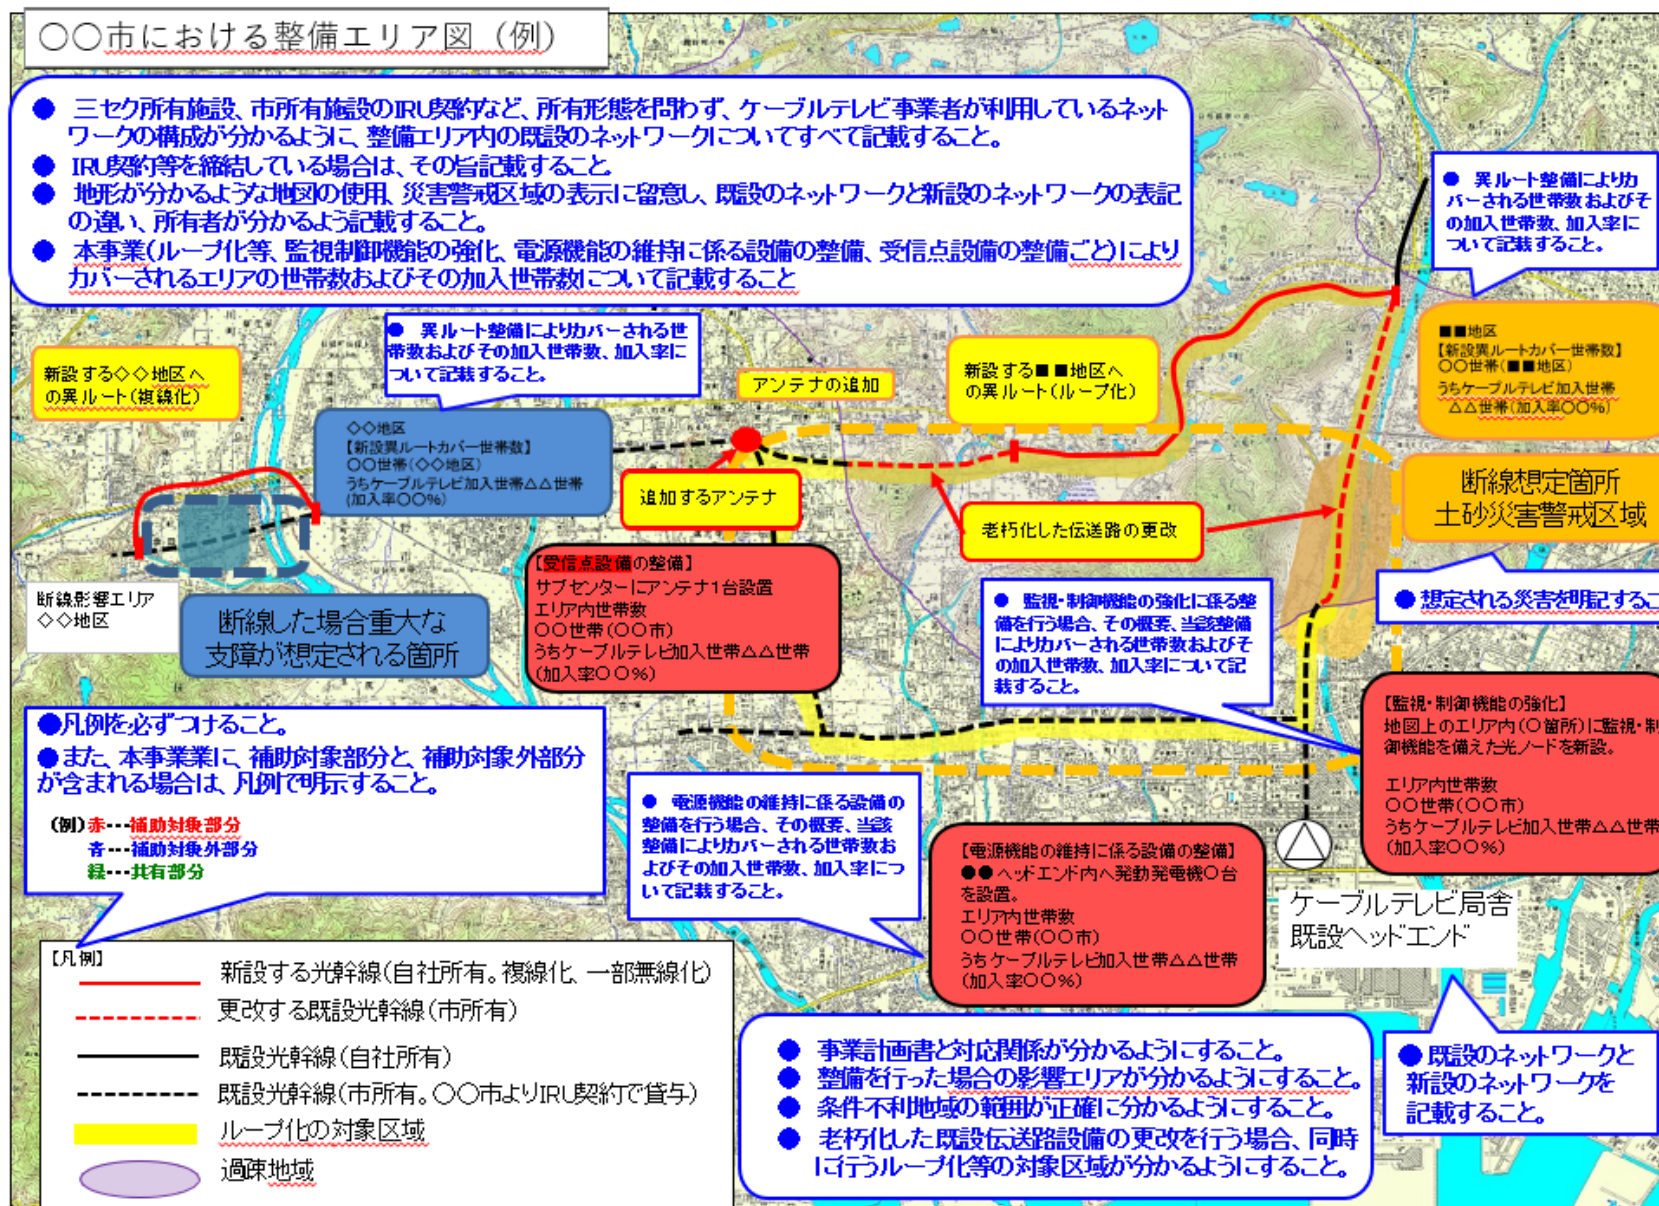 〇〇市における整備エリア図（例）
● 三セク所有施設、市所有施設のIRU契約など、所有形態を問わず、ケーブルテレビ事業者が利用しているネット
ワークの構成が分かるように、整備エリア内の既設のネットワークについてすべて記載すること。
● IRU契約等を締結している場合は、その旨記載すること
● 地形が分かるような地図の使用、災害警戒区域の表示に留意し、既設のネットワークと新設のネットワークの表記
の違い、所有者が分かるよう記載すること。
● 本事業(ループ化等、監視制御機能の強化、電源機能の維持に係る設備の整備、受信点設備の整備ごと)により
カバーされるエリアの世帯数およびその加入世帯数について記載すること
● 異ルート整備によりカ
バーされる世帯数およびそ
の加入世帯数、加入率に
ついて記載すること。
● 異ルート整備によりカバーされる世
帯数およびその加入世帯数、加入率に
ついて記載すること。
新設する◇◇地区へ
の異ルート(複線化)
アンテナの追加
新設する■■地区へ
の異ルート(ループ化)
■■地区
【新設異ルートカバー世帯数】
〇〇世帯(■■地区)
うちケーブルテレビ加入世帯
△△世帯(加入率〇〇%)
◇◇地区
【新設異ルートカバー世帯数】
〇〇世帯(◇◇地区)
うちケーブルテレビ加入世帯△△世帯
(加入率〇〇%)
追加するアンテナ
老朽化した伝送路の更改
断線想定箇所
土砂災害警戒区域
断線影響エリア
◇◇地区
断線した場合重大な
支障が想定される箇所
【受信点設備の整備】
サブセンターにアンテナ1台設置
エリア内世帯数
〇〇世帯(〇〇市)
うちケーブルテレビ加入世帯△△世帯
(加入率〇〇%)
● 監視・制御機能の強化に係る整
備を行う場合、その概要、当該整備
によりカバーされる世帯数およびそ
の加入世帯数、加入率について記
載すること。
● 想定される災害を明記するこ
【監視・制御機能の強化】
地図上のエリア内(〇箇所)に監視・制
御機能を備えた光ノードを新設。
エリア内世帯数
〇〇世帯(〇〇市)
うちケーブルテレビ加入世帯△△世帯
(加入率〇〇%)
●凡例を必ずつけること。
●また、本事業業に、補助対象部分と、補助対象外部分
が含まれる場合は、凡例で明示すること。
(例)赤・・・補助対象部分
青・・・補助対象外部分
緑・・・共有部分
● 電源機能の維持に係る設備の
整備を行う場合、その概要、当該
整備によりカバーされる世帯数お
よびその加入世帯数、加入率につ
いて記載すること。
【電源機能の維持に係る設備の整備】
●●ヘッドエンド内へ発動発電機〇台
を設置。
エリア内世帯数
〇〇世帯(〇〇市)
うちケーブルテレビ加入世帯△△世帯
(加入率〇〇%)
ケーブルテレビ局舎
既設ヘッドエンド
【凡例】
新設する光幹線(自社所有。複線化、一部無線化)
更改する既設光幹線(市所有)
既設光幹線(自社所有)
既設光幹線(市所有。〇〇市よりIRU契約で貸与)
ループ化の対象区域
過疎地域
● 事業計画書と対応関係が分かるようにすること。
● 整備を行った場合の影響エリアが分かるようにすること。
● 条件不利地域の範囲が正確に分かるようにすること。
● 老朽化した既設伝送路設備の更改を行う場合、同時
に行うループ化等の対象区域が分かるようにすること。
● 既設のネットワークと
新設のネットワークを
記載すること。